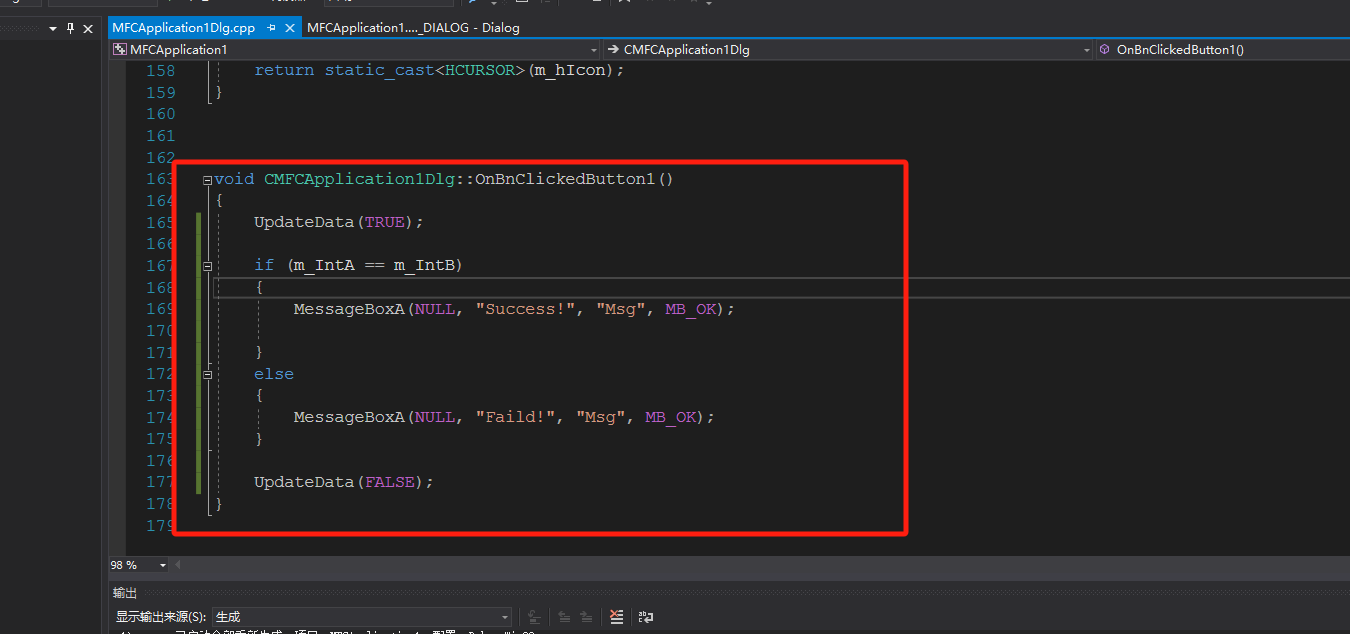 MFCApplication1Dlg.cpp
MFCApplication1...._DIALOG - Dialog
MFCApplication1
CMFCApplication1Dlg
OnBnClickedButton1()
158 return static_cast<HCURSOR>(m_hIcon);
159 }
160
161
162
163 void CMFCApplication1Dlg::OnBnClickedButton1()
164 {
165 UpdateData(TRUE);
166
167 if (m_IntA == m_IntB)
168 {
169 MessageBoxA(NULL, "Success!", "Msg", MB_OK);
170
171 }
172 else
173 {
174 MessageBoxA(NULL, "Faild!", "Msg", MB_OK);
175 }
176
177 UpdateData(FALSE);
178 }
179
98 %
输出
显示输出来源(S): 生成